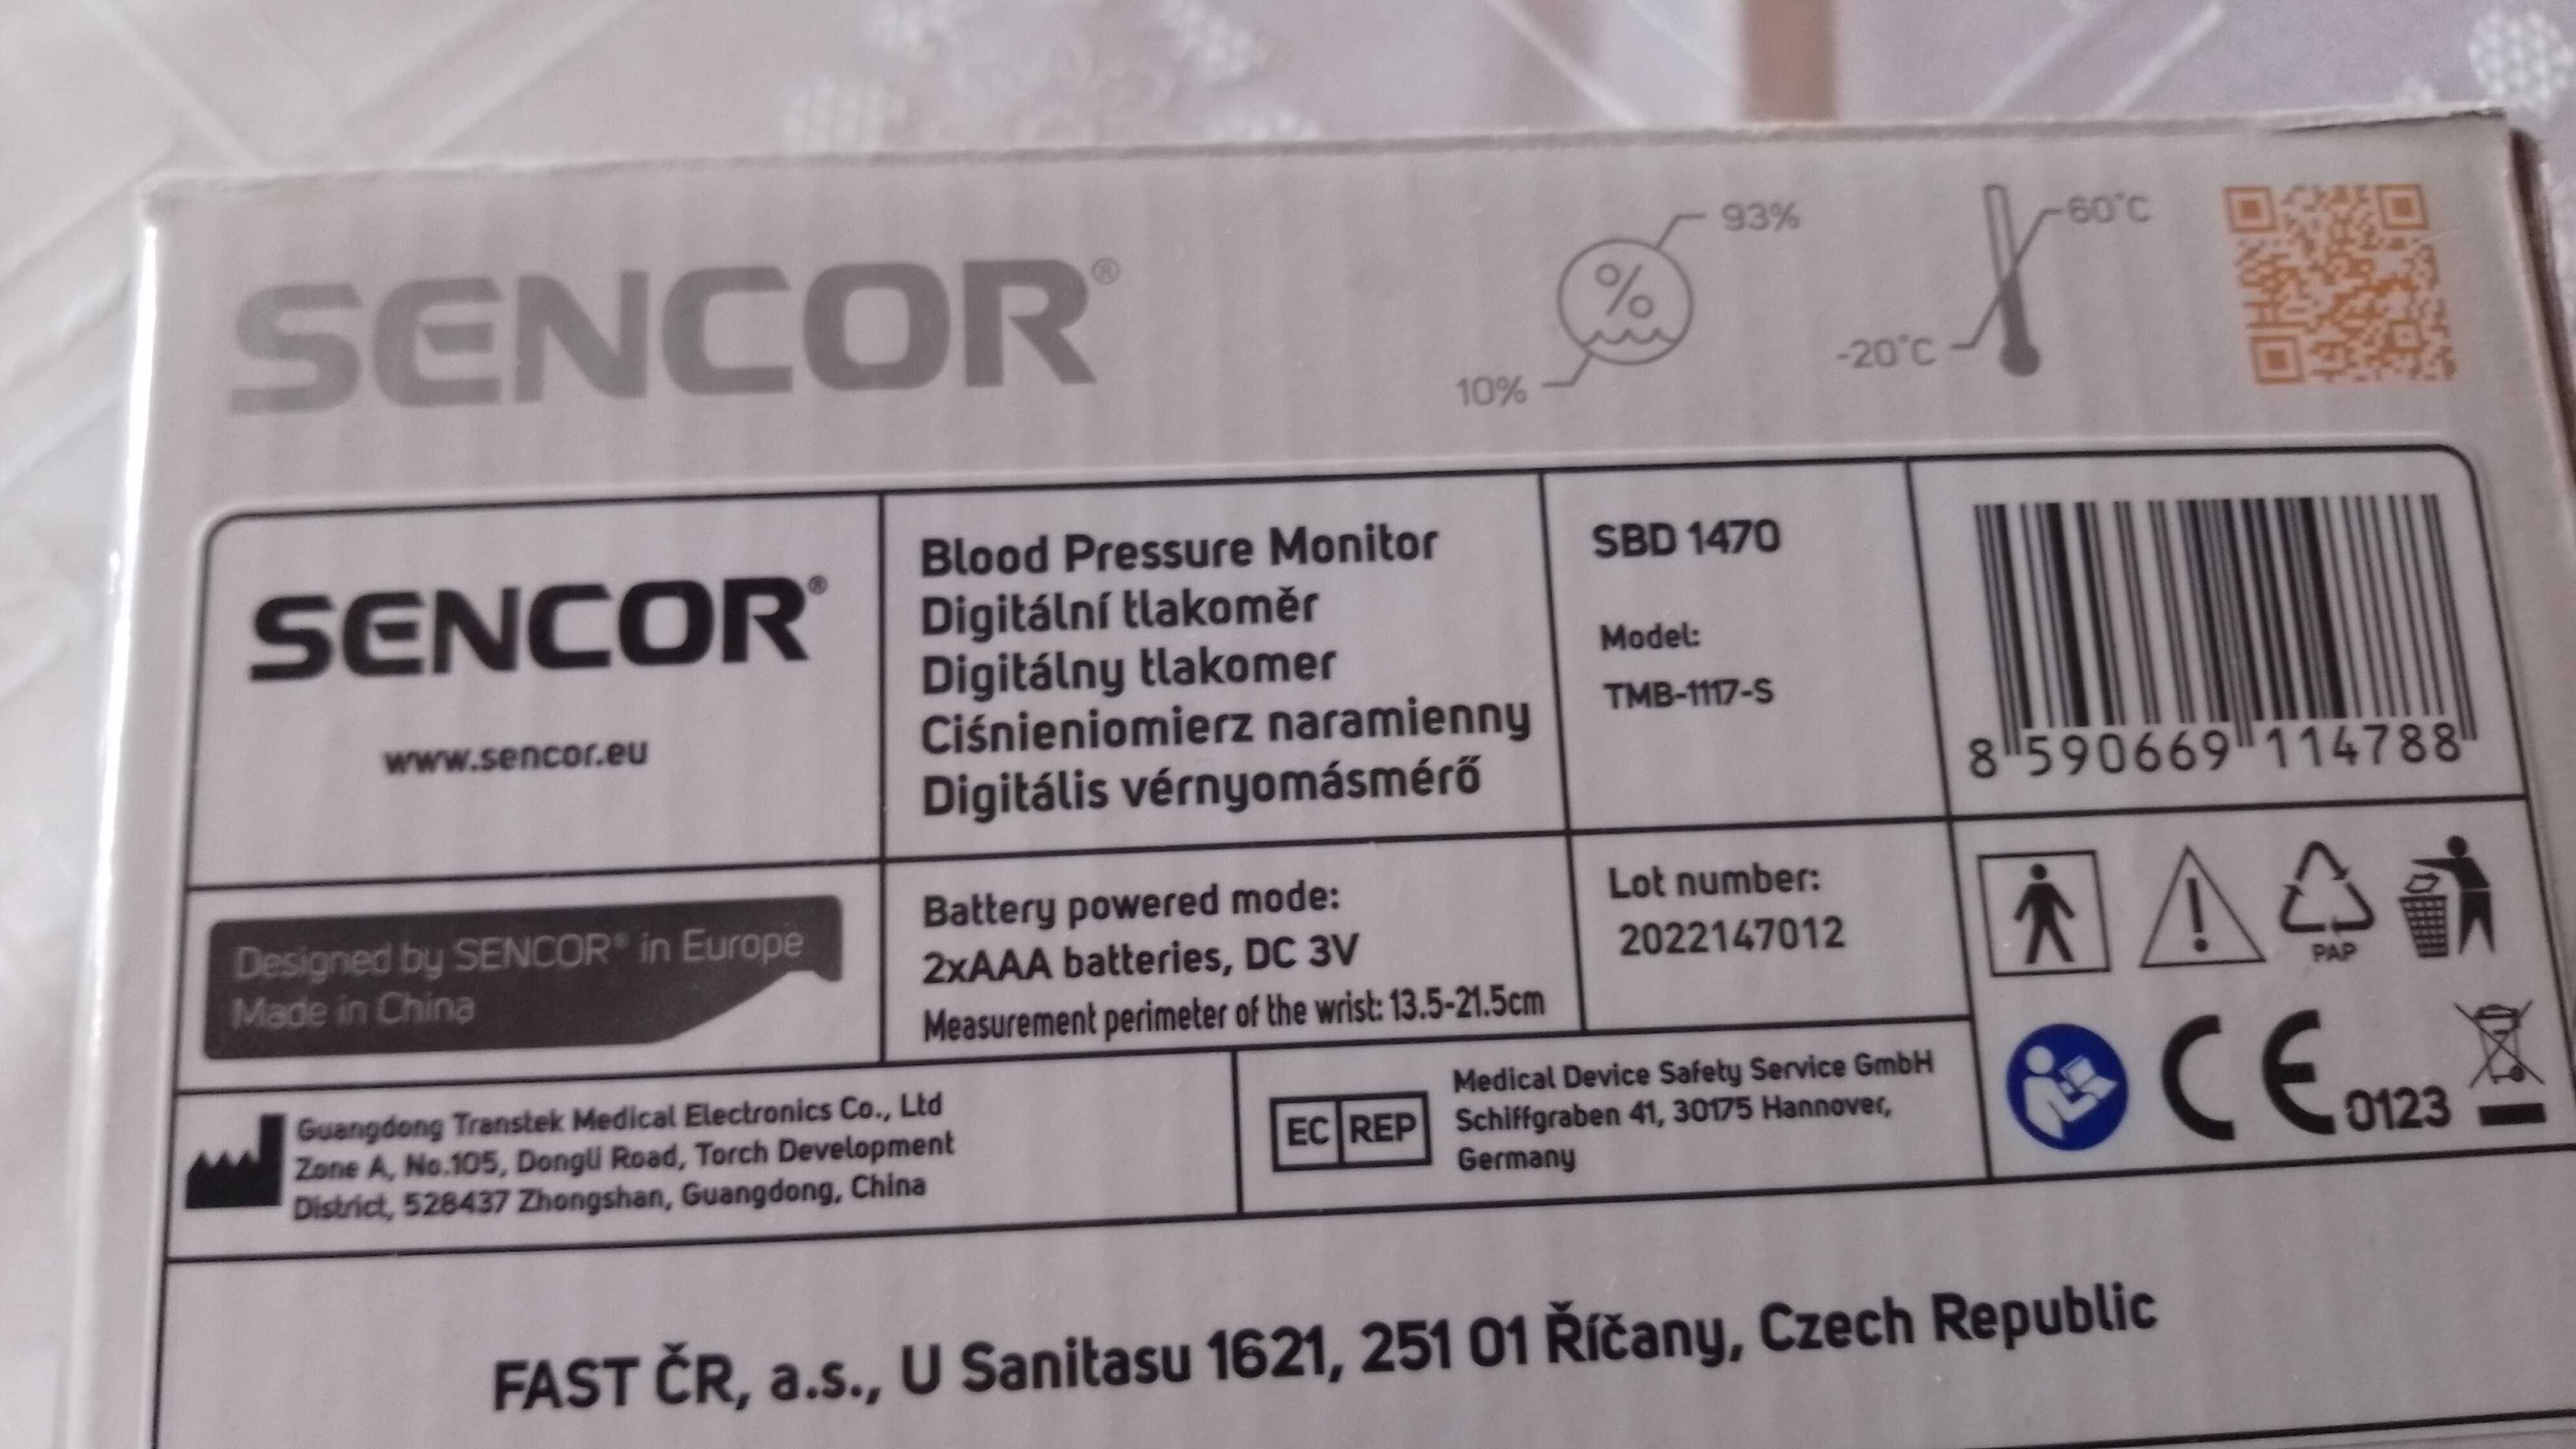 SENCOR®
93%
10%
60°C
-20°C
SENCOR®
www.sencor.eu
Blood Pressure Monitor
Digitální tlakoměr
Digitálny tlakomer
Ciśnieniomierz naramienny
Digitális vérnyomásmérő
SBD 1470
Model:
TMB-1117-S
8 590669 114788
Designed by SENCOR® in Europe
Made in China
Battery powered mode:
2xAAA batteries, DC 3V
Measurement perimeter of the wrist: 13.5-21.5cm
Lot number:
2022147012
PAP
Guangdong Transtek Medical Electronics Co., Ltd
Zone A, No.105, Dongli Road, Torch Development
District, 528437 Zhongshan, Guangdong, China
EC REP
Medical Device Safety Service GmbH
Schiffgraben 41, 30175 Hannover,
Germany
CE 0123
FAST ČR, a.s., U Sanitasu 1621, 251 01 Říčany, Czech Republic